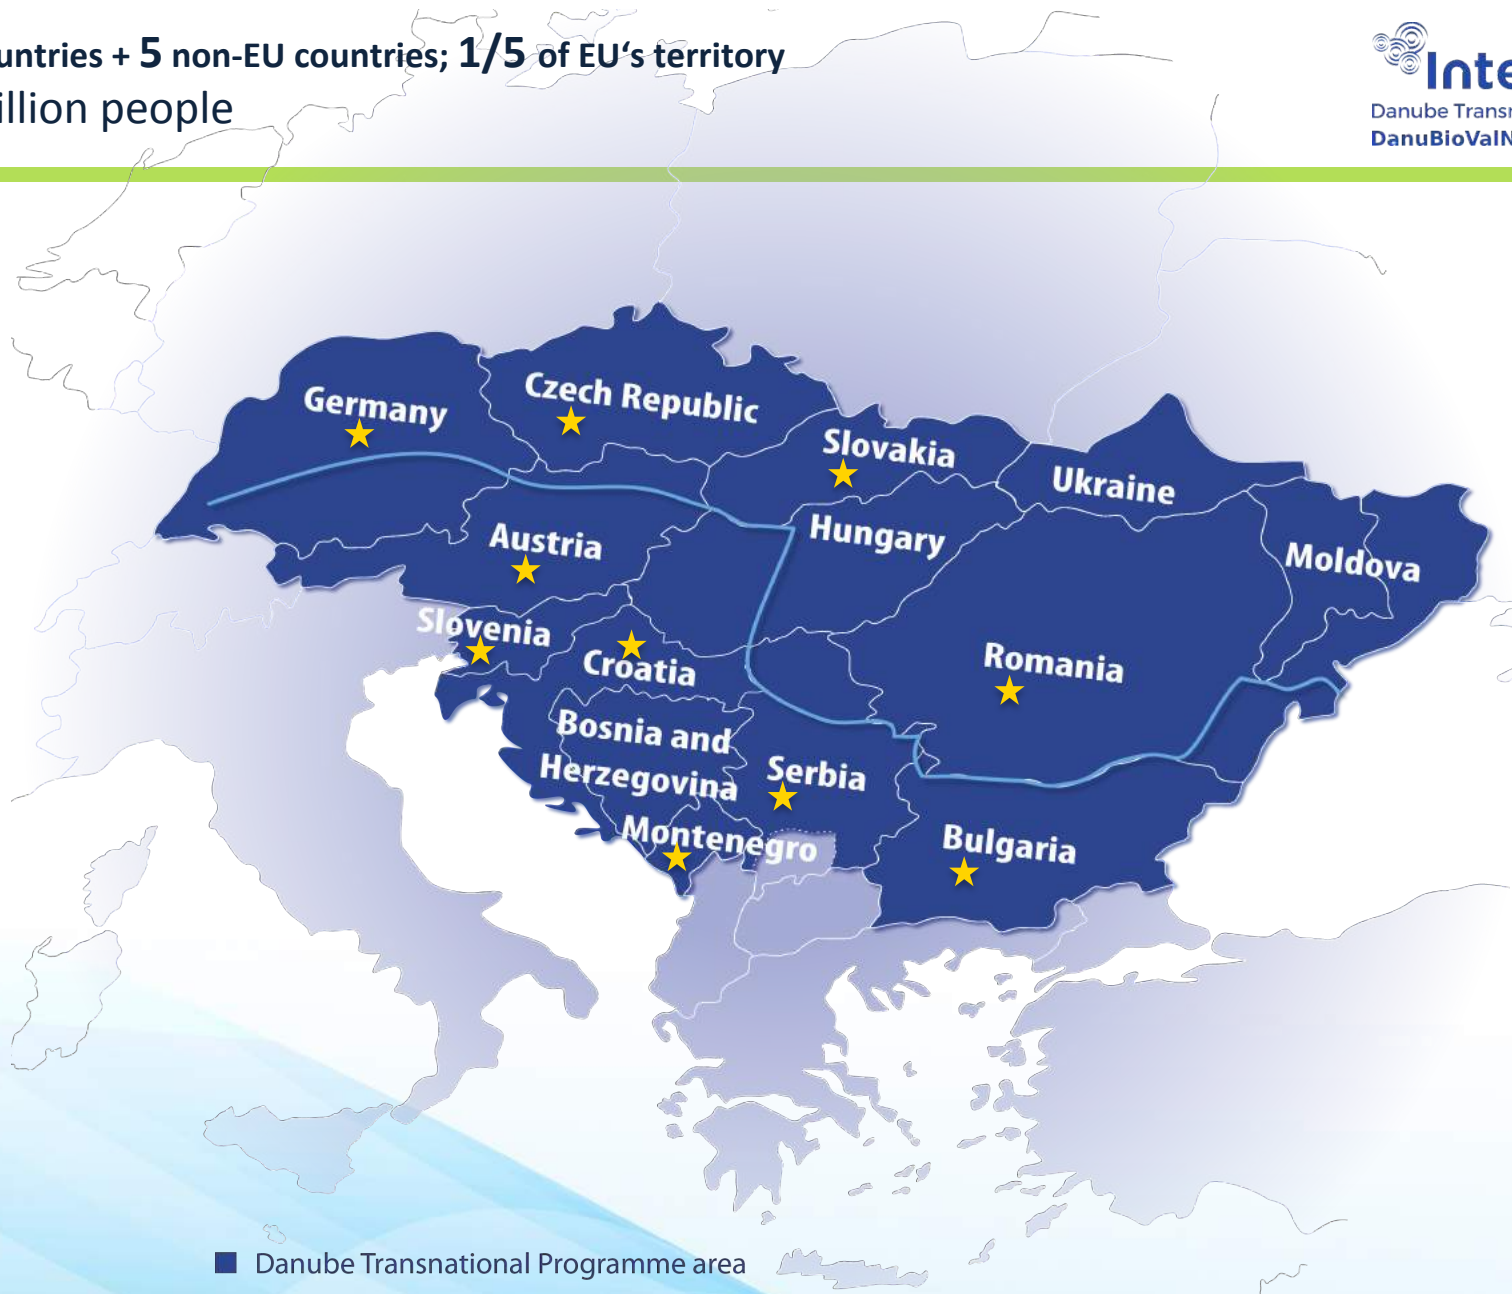 untries + 5 non-EU countries; 1/5 of EU‘s territory
illion people
Inte
Danube Transn
DanuBioValN
Germany
Czech Republic
Slovakia
Ukraine
Hungary
Austria
Moldova
Slovenia
Croatia
Romania
Bosnia and
Herzegovina
Serbia
Montenegro
Bulgaria
Danube Transnational Programme area